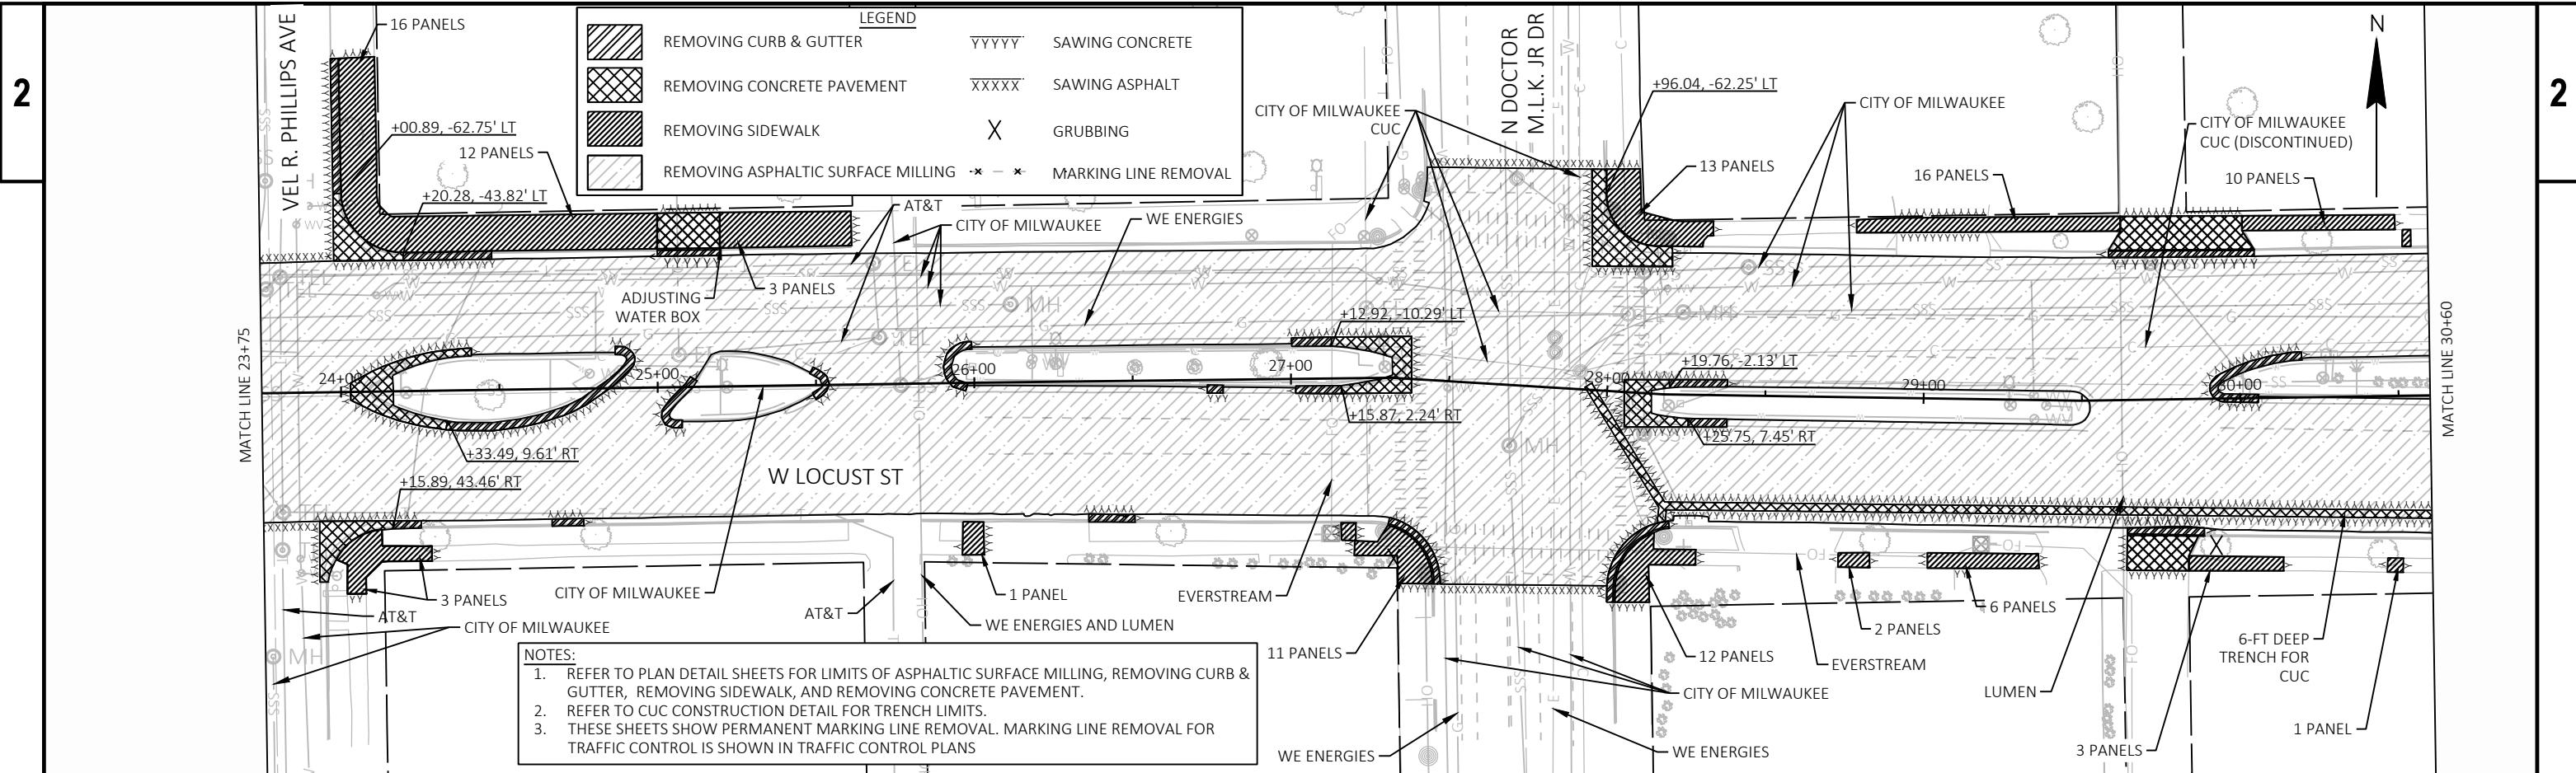 2
2
LEGEND
REMOVING CURB & GUTTER
REMOVING CONCRETE PAVEMENT
REMOVING SIDEWALK
REMOVING ASPHALTIC SURFACE MILLING
YYYYY
SAWING CONCRETE
XXXXX
SAWING ASPHALT
X
GRUBBING
MARKING LINE REMOVAL
VEL R. PHILLIPS AVE
16 PANELS
+00.89, -62.75' LT
12 PANELS
+20.28, -43.82' LT
N DOCTOR
M.L.K. JR DR
CITY OF MILWAUKEE
CUC
+96.04, -62.25' LT
CITY OF MILWAUKEE
13 PANELS
16 PANELS
CITY OF MILWAUKEE
CUC (DISCONTINUED)
10 PANELS
N
AT&T
CITY OF MILWAUKEE
WE ENERGIES
ADJUSTING
WATER BOX
3 PANELS
MATCH LINE 23+75
MATCH LINE 30+60
+12.92, -10.29' LT
+19.76, -2.13' LT
24+00
25+00
26+00
27+00
28+00
29+00
30+00
+15.87, 2.24' RT
+25.75, 7.45' RT
+33.49, 9.61' RT
+15.89, 43.46' RT
W LOCUST ST
TEL
TEL
TEL
TEL
MH
MH
MH
MH
3 PANELS
AT&T
CITY OF MILWAUKEE
CITY OF MILWAUKEE
AT&T
1 PANEL
WE ENERGIES AND LUMEN
EVERSTREAM
11 PANELS
WE ENERGIES
12 PANELS
CITY OF MILWAUKEE
WE ENERGIES
EVERSTREAM
2 PANELS
6 PANELS
LUMEN
3 PANELS
6-FT DEEP
TRENCH FOR
CUC
1 PANEL
NOTES:
1. REFER TO PLAN DETAIL SHEETS FOR LIMITS OF ASPHALTIC SURFACE MILLING, REMOVING CURB &
GUTTER, REMOVING SIDEWALK, AND REMOVING CONCRETE PAVEMENT.
2. REFER TO CUC CONSTRUCTION DETAIL FOR TRENCH LIMITS.
3. THESE SHEETS SHOW PERMANENT MARKING LINE REMOVAL. MARKING LINE REMOVAL FOR
TRAFFIC CONTROL IS SHOWN IN TRAFFIC CONTROL PLANS